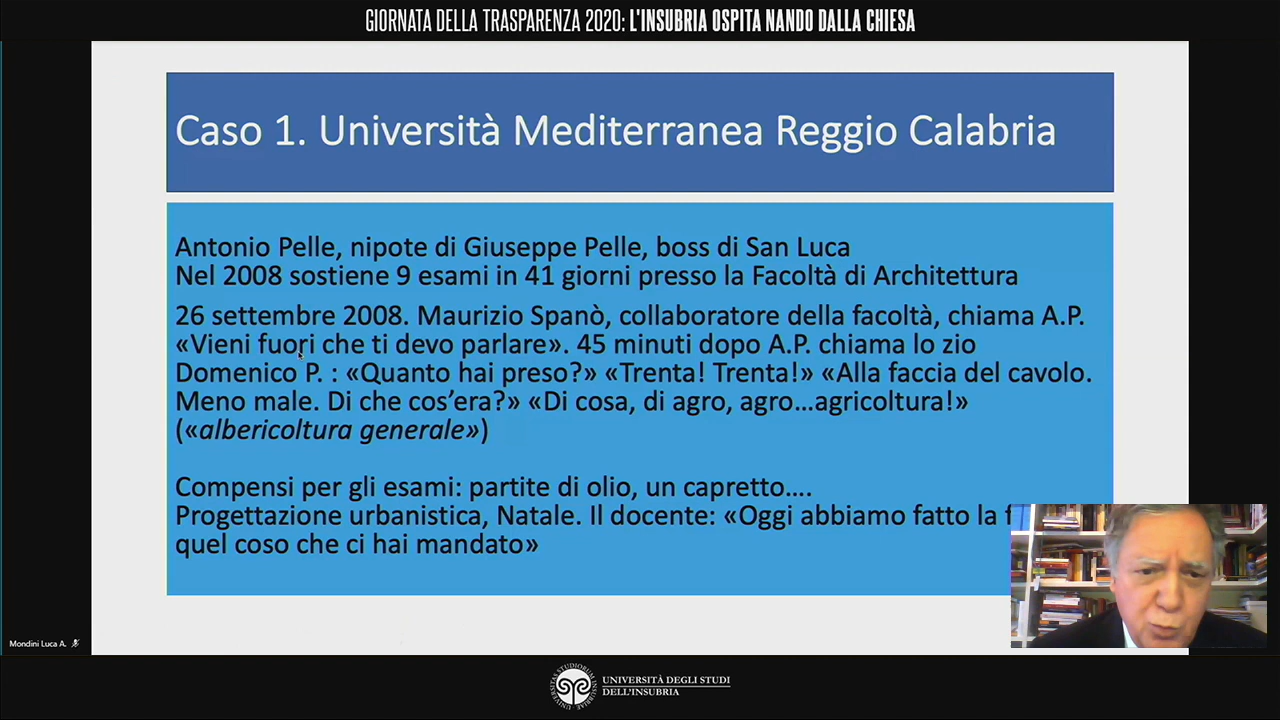 GIORNATA DELLA TRASPARENZA 2020: L'INSUBRIA OSPITA NANDO DALLA CHIESA
Caso 1. Università Mediterranea Reggio Calabria
Antonio Pelle, nipote di Giuseppe Pelle, boss di San Luca
Nel 2008 sostiene 9 esami in 41 giorni presso la Facoltà di Architettura
26 settembre 2008. Maurizio Spanò, collaboratore della facoltà, chiama A.P.
«Vieni fuori che ti devo parlare». 45 minuti dopo A.P. chiama lo zio
Domenico P. : «Quanto hai preso?» «Trenta! Trenta!» «Alla faccia del cavolo.
Meno male. Di che cos’era?» «Di cosa, di agro, agro…agricoltura!»
(«albericoltura generale»)
Compensi per gli esami: partite di olio, un capretto….
Progettazione urbanistica, Natale. Il docente: «Oggi abbiamo fatto la
quel coso che ci hai mandato»
Mondini Luca A.
UNIVERSITÀ DEGLI STUDI
DELL'INSUBRIA